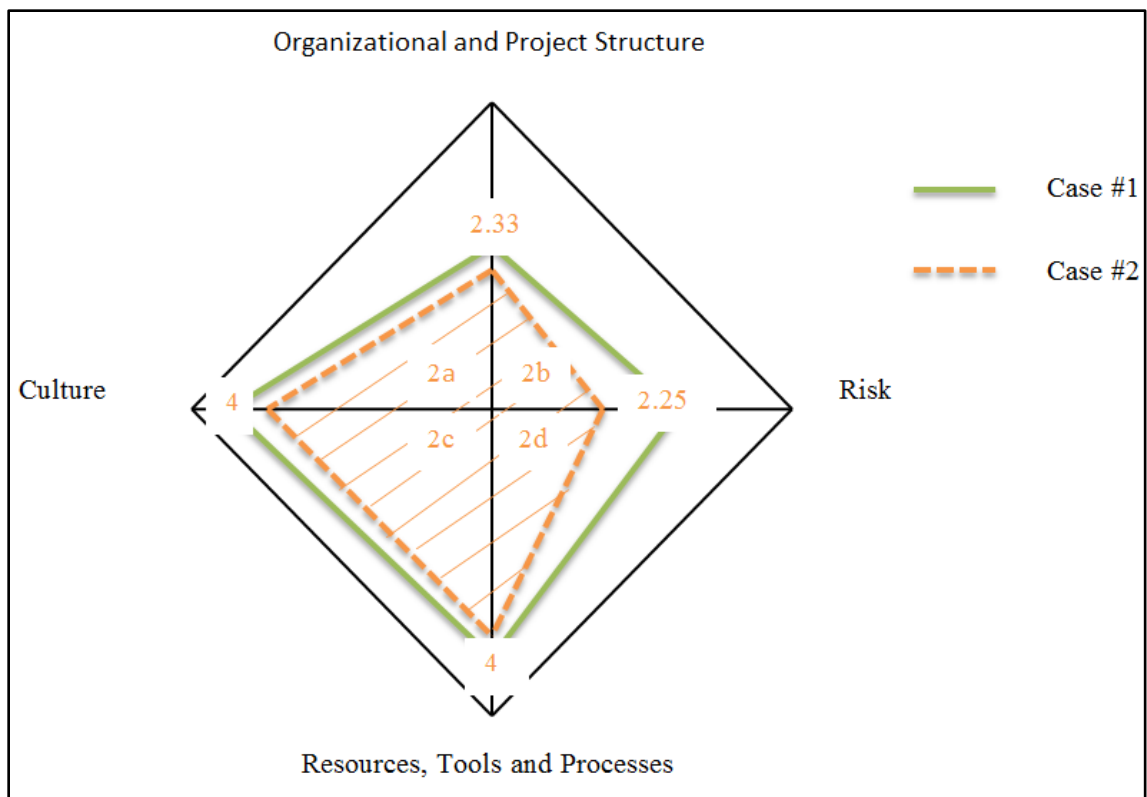 Organizational and Project Structure
Case #1
2.33
Case #2
2a
2b
Culture
4
2.25
Risk
2c
2d
4
Resources, Tools and Processes